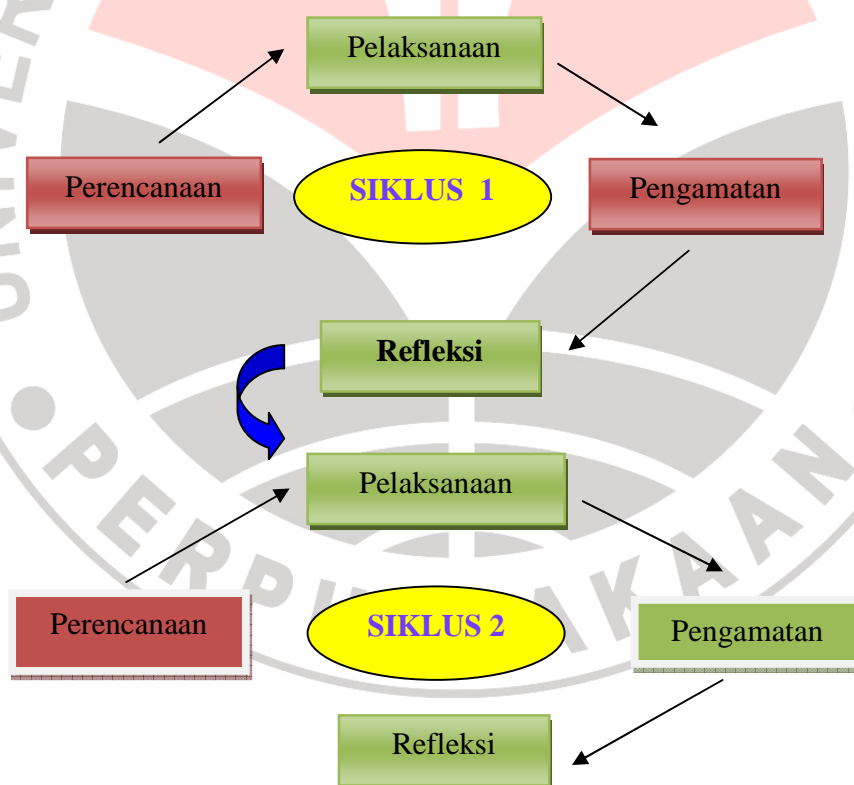 Pelaksanaan
Perencanaan
SIKLUS 1
Pengamatan
Refleksi
Pelaksanaan
Perencanaan
SIKLUS 2
Pengamatan
Refleksi